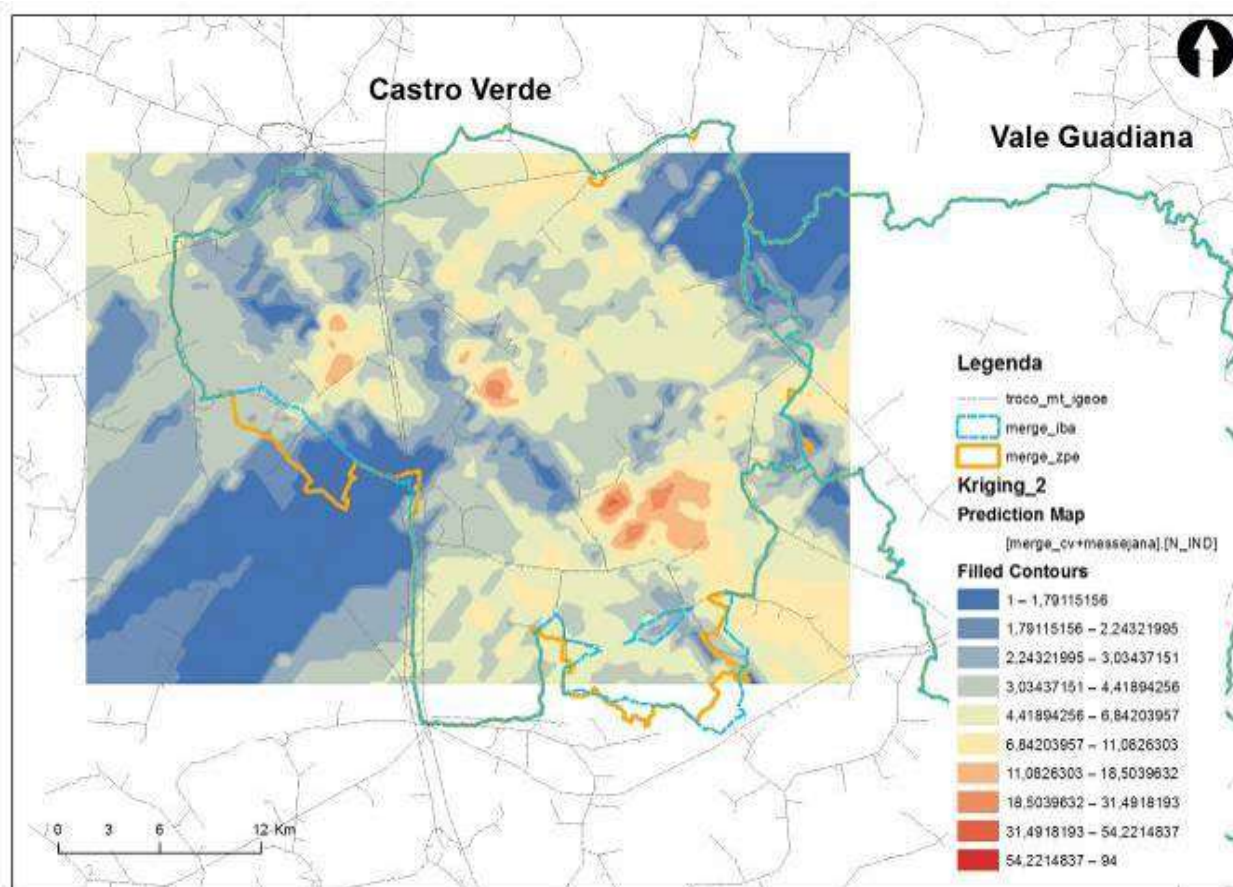 Castro Verde
Vale Guadiana
Legenda
troco_mt_igeoe
merge_iba
merge_zpe
Kriging_2
Prediction Map
[merge_cv+messejana].[N_IND]
Filled Contours
1 – 1,79115156
1,79115156 – 2,24321995
2,24321995 – 3,03437151
3,03437151 – 4,41894256
4,41894256 – 6,84203957
6,84203957 – 11,0826303
11,0826303 – 18,5039632
18,5039632 – 31,4918193
31,4918193 – 54,2214837
54,2214837 – 94
0 3 6 12 Km